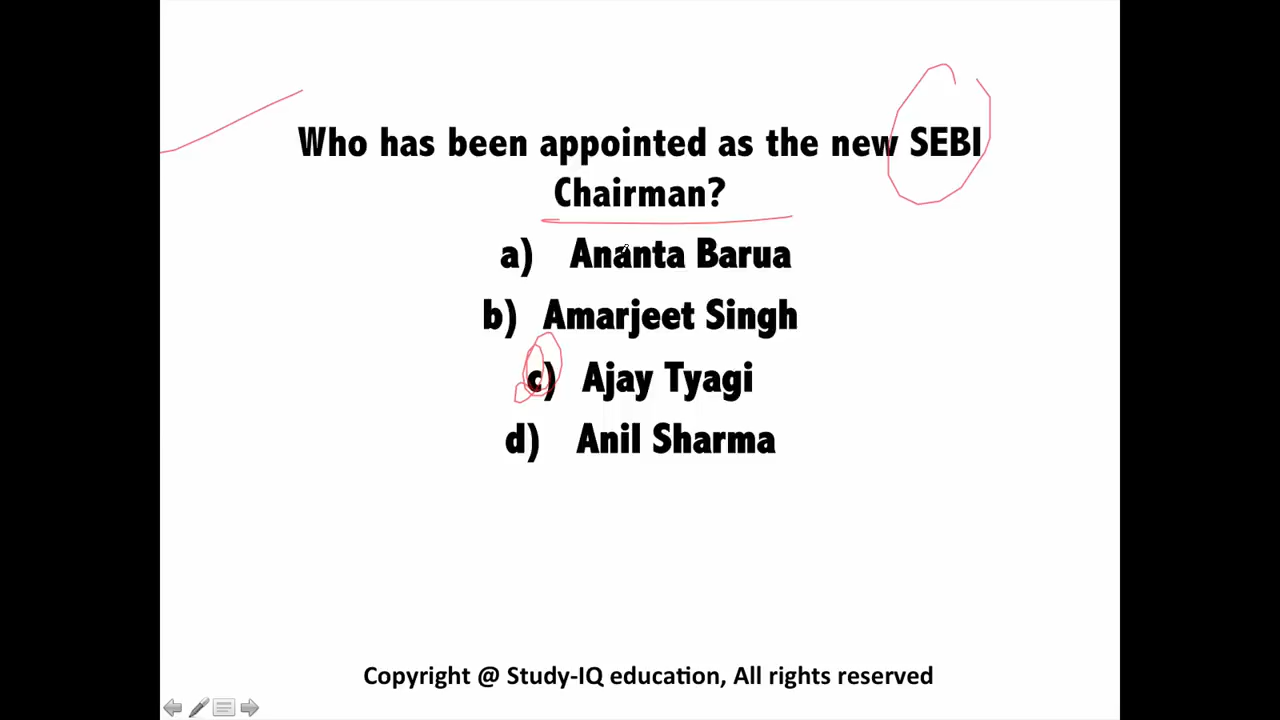 Who has been appointed as the new SEBI
Chairman?
a) Ananta Barua
b) Amarjeet Singh
c) Ajay Tyagi
d) Anil Sharma
Copyright @ Study-IQ education, All rights reserved